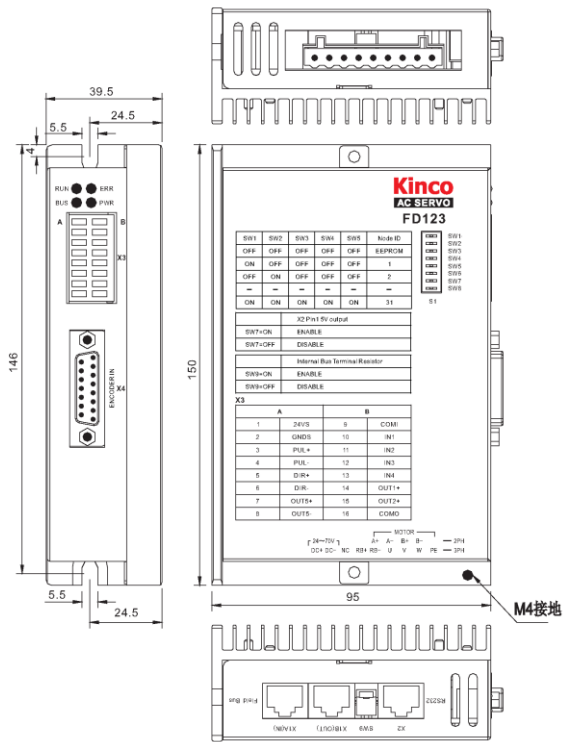 39.5
24.5
5.5
4
RUN ERR
BUS PWR
A B
X3
ENCODER IN X4
146
150
5.5
24.5
Kinco
AC SERVO
FD123
SW1 SW2 SW3 SW4 SW5 Node ID
OFF OFF OFF OFF OFF EEPROM
ON OFF OFF OFF OFF 1
OFF ON OFF OFF OFF 2
– – – – – –
ON ON ON ON ON 31
SW1
SW2
SW3
SW4
SW5
SW6
SW7
SW8
S1
X2 Pin1 5V output
SW7=ON ENABLE
SW7=OFF DISABLE
Internal Bus Terminal Resistor
SW9=ON ENABLE
SW9=OFF DISABLE
X3
A B
1 24VS 9 COMI
2 GNDS 10 IN1
3 PUL+ 11 IN2
4 PUL- 12 IN3
5 DIR+ 13 IN4
6 DIR- 14 OUT1+
7 OUT5+ 15 OUT2+
8 OUT5- 16 COMO
MOTOR
24~70V A+ A- B+ B- — 2PH
DC+ DC- NC RB+ RB- U V W PE — 3PH
95
M4接地
Field Bus X1A(IN) X1B(OUT) SW9 X2 RS232